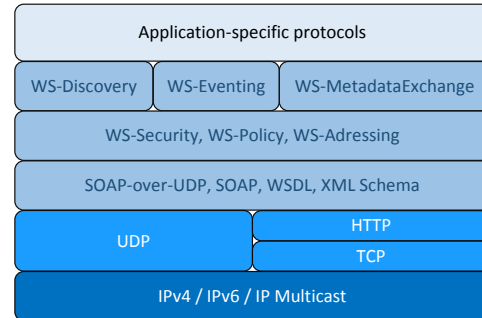 Application-specific protocols
WS-Discovery
WS-Eventing
WS-MetadataExchange
WS-Security, WS-Policy, WS-Adressing
SOAP-over-UDP, SOAP, WSDL, XML Schema
UDP
HTTP
TCP
IPv4 / IPv6 / IP Multicast